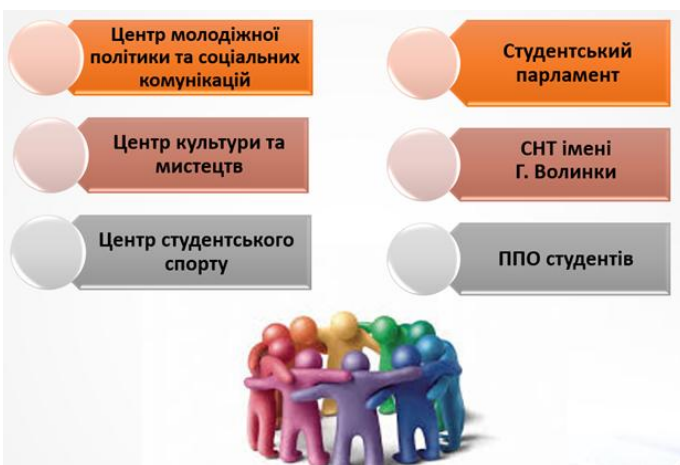 Центр молодіжної
політики та соціальних
комунікацій
Студентський
парламент
Центр культури та
мистецтв
СНТ імені
Г. Волинки
Центр студентського
спорту
ППО студентів